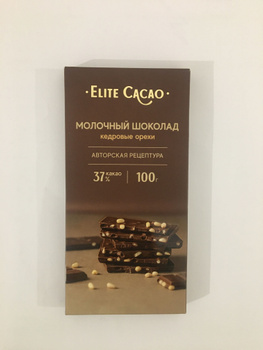 · ELITE CACAO ·
МОЛОЧНЫЙ ШОКОЛАД
кедровые орехи
АВТОРСКАЯ РЕЦЕПТУРА
37% какао 100г